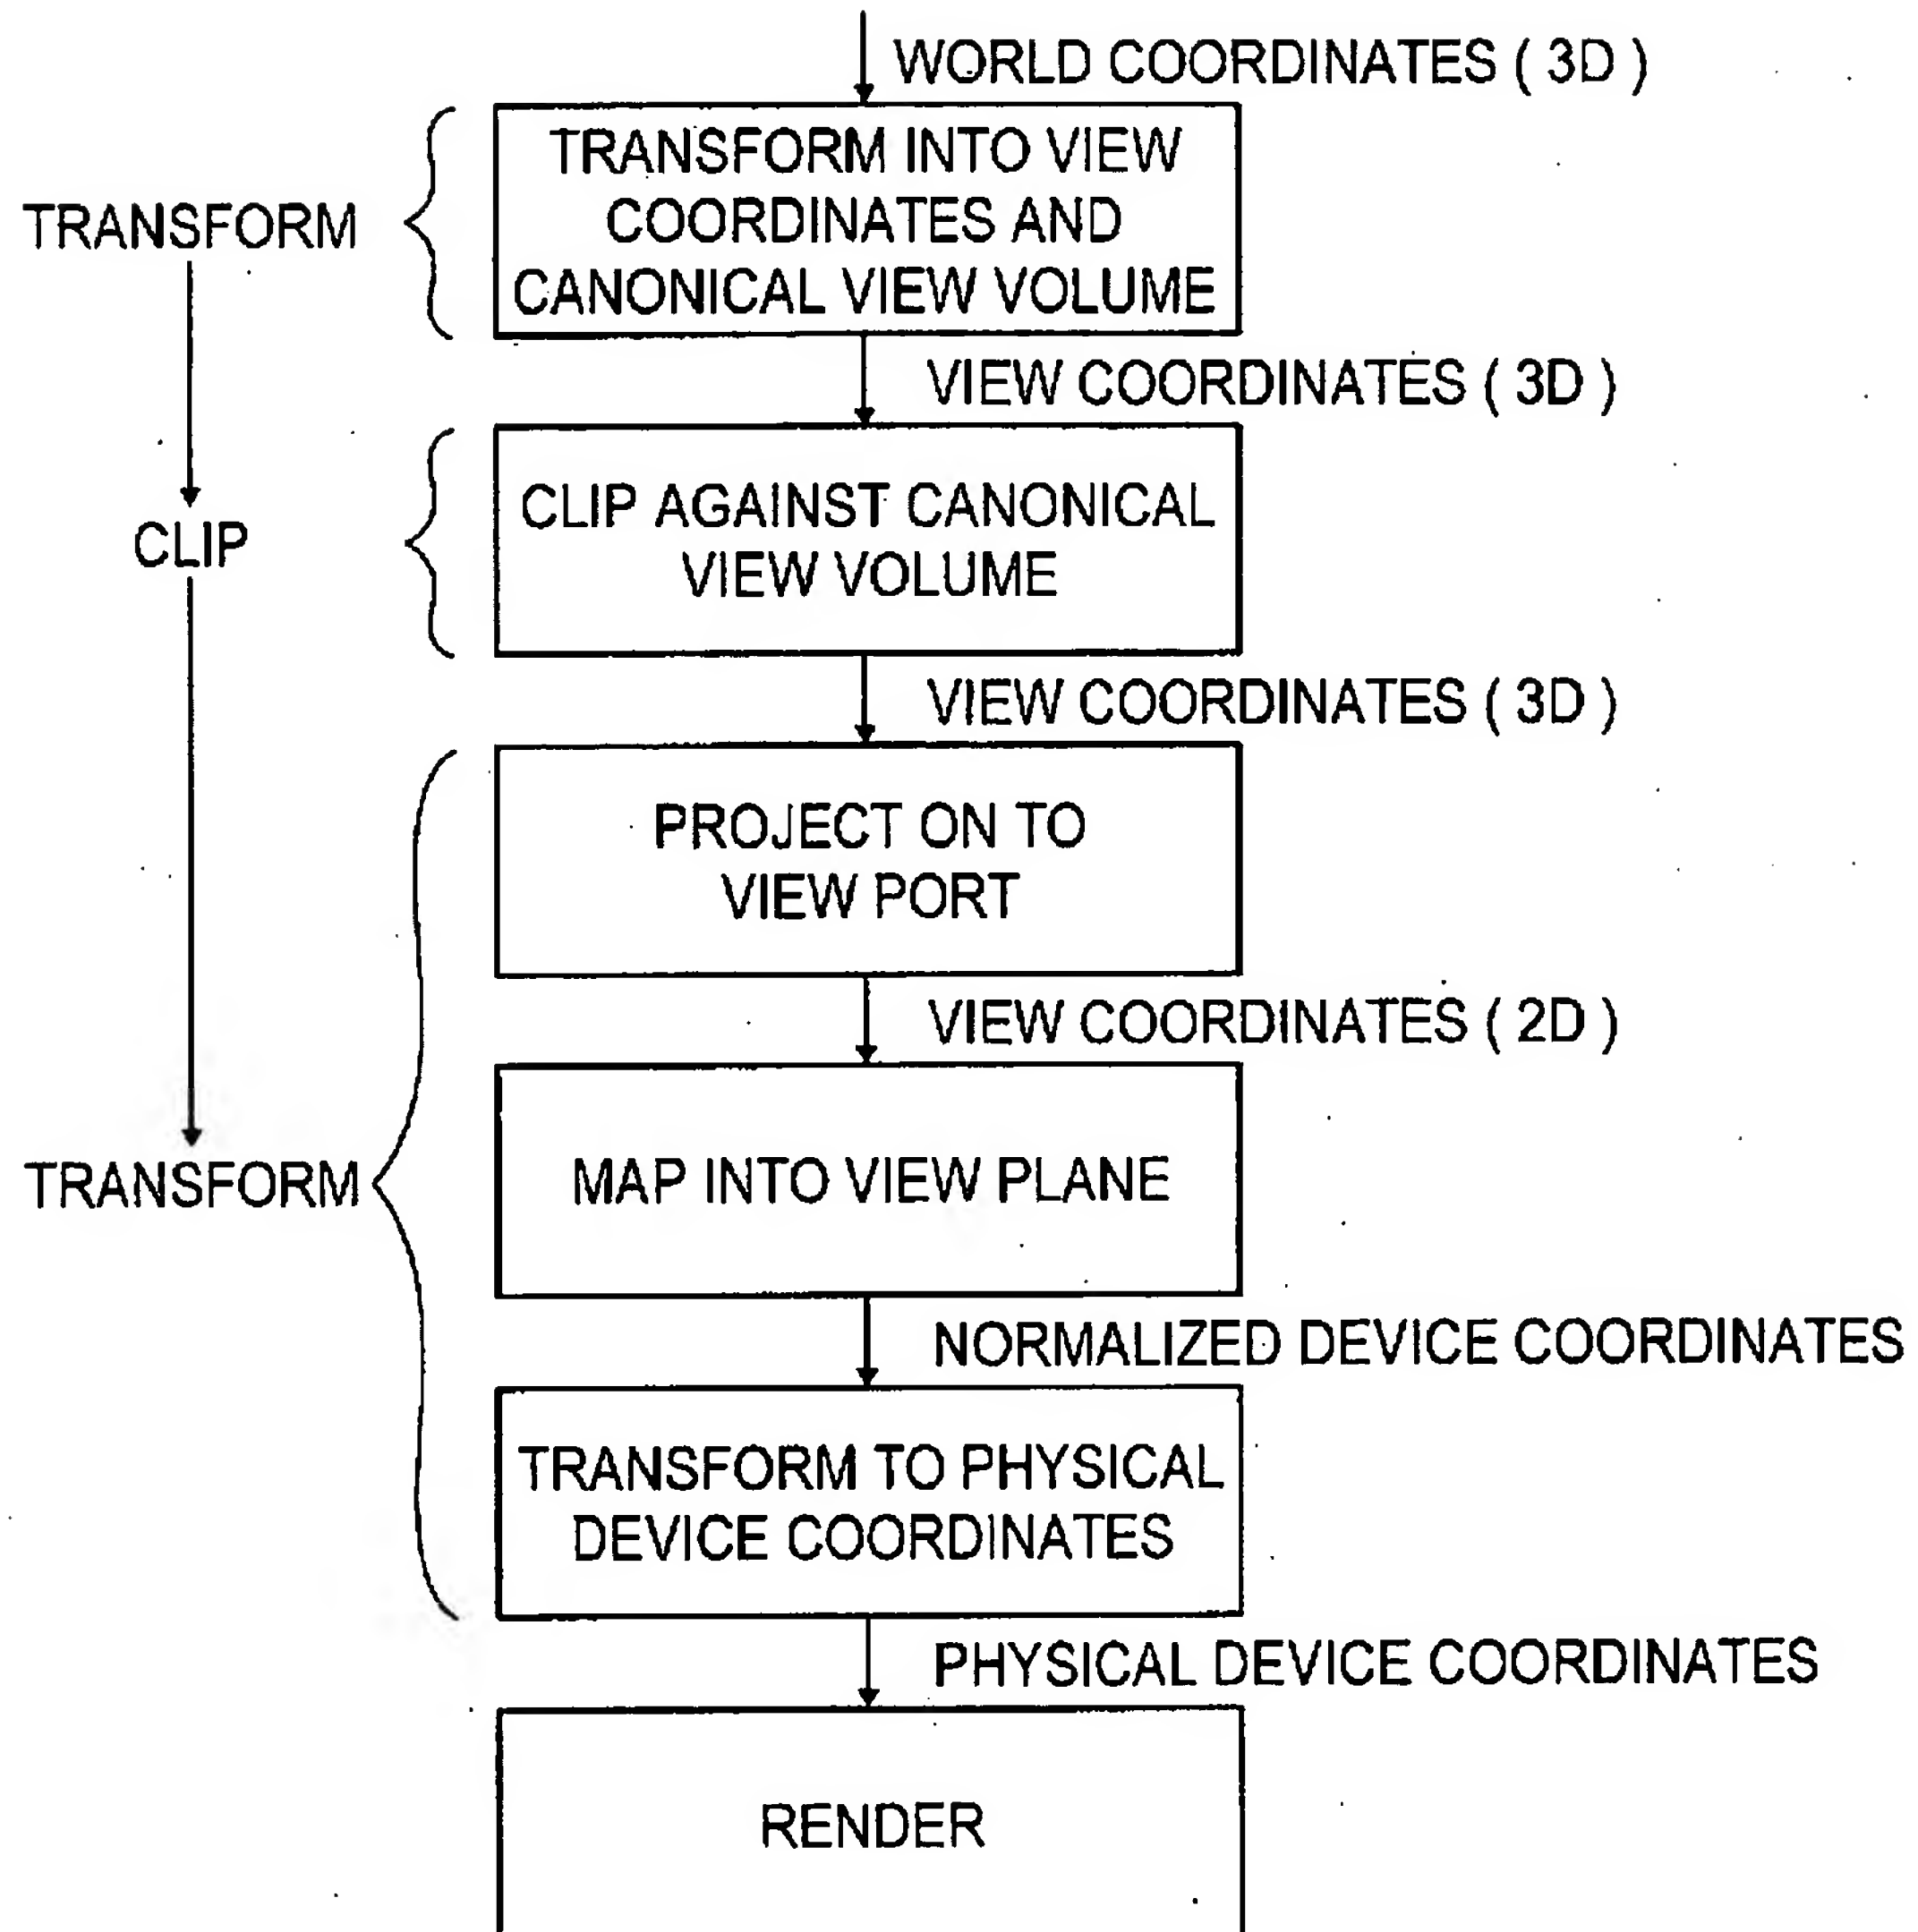 WORLD COORDINATES ( 3D )
TRANSFORM
TRANSFORM INTO VIEW
COORDINATES AND
CANONICAL VIEW VOLUME
VIEW COORDINATES ( 3D )
CLIP
CLIP AGAINST CANONICAL
VIEW VOLUME
VIEW COORDINATES ( 3D )
PROJECT ON TO
VIEW PORT
VIEW COORDINATES ( 2D )
TRANSFORM
MAP INTO VIEW PLANE
NORMALIZED DEVICE COORDINATES
TRANSFORM TO PHYSICAL
DEVICE COORDINATES
PHYSICAL DEVICE COORDINATES
RENDER